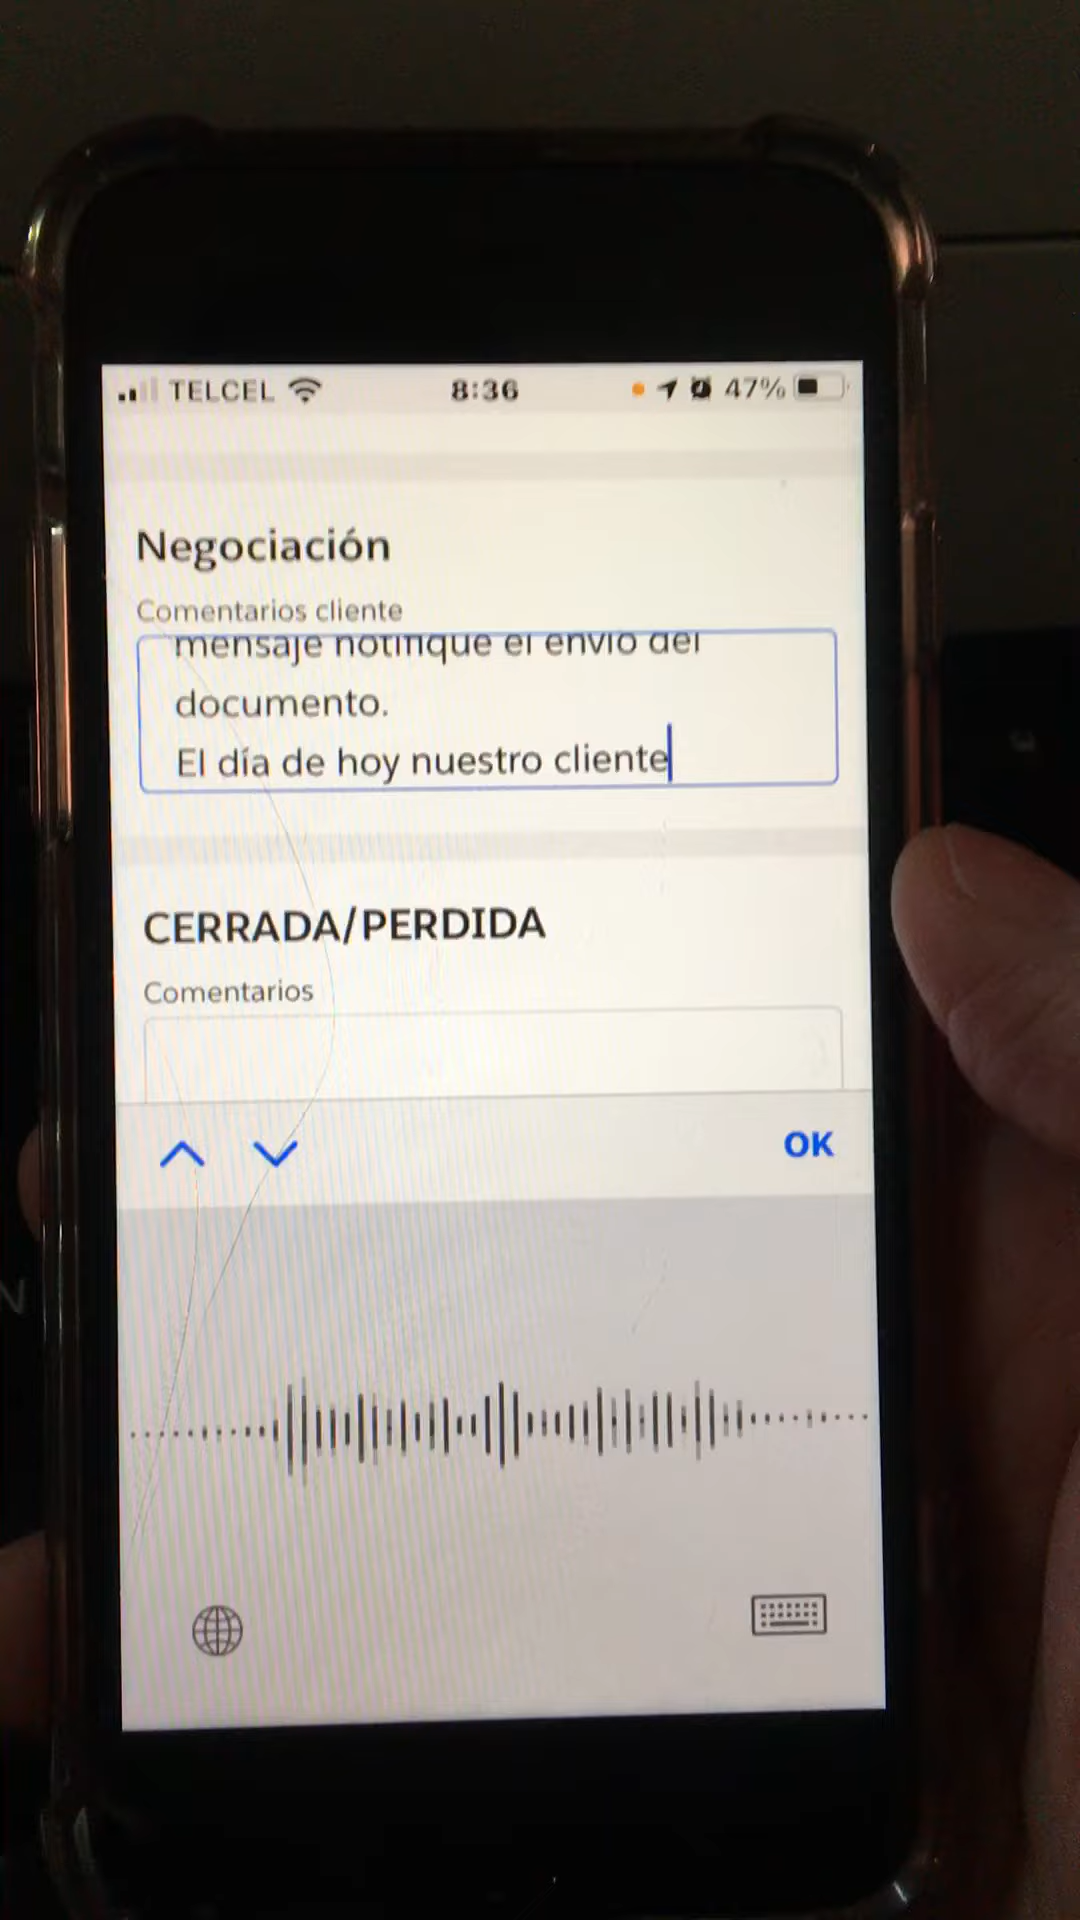 TELCEL 8:36 47%
Negociación
Comentarios cliente
mensaje notifique el envío del
documento.
El día de hoy nuestro cliente
CERRADA/PERDIDA
Comentarios
OK
N